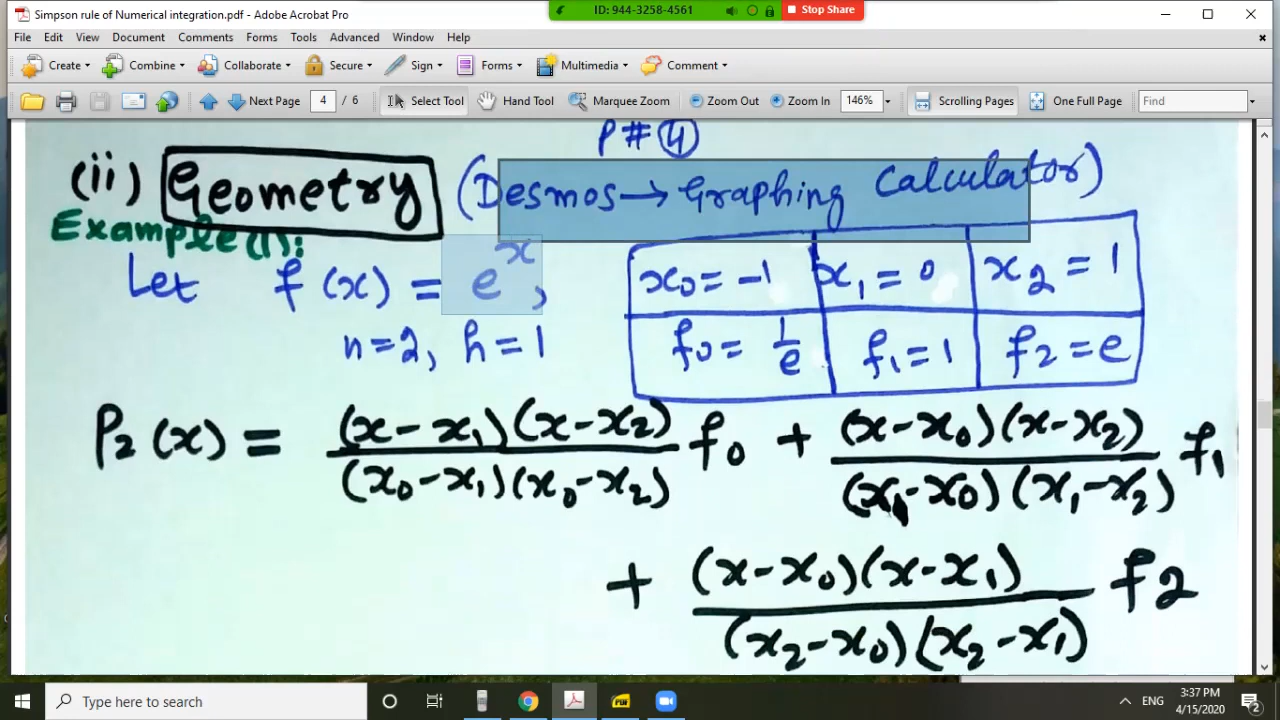 Simpson rule of Numerical integration.pdf - Adobe Acrobat Pro
ID: 944-3258-4561 Stop Share
File Edit View Document Comments Forms Tools Advanced Window Help
Create Combine Collaborate Secure Sign Forms Multimedia Comment
Next Page 4 / 6 Select Tool Hand Tool Marquee Zoom Zoom Out Zoom In 146% Scrolling Pages One Full Page Find
P # 4
(ii) Geometry (Desmos → Graphing Calculator)
Example(1):
Let f(x) = e^x,
x₀ = -1 x₁ = 0 x₂ = 1
n=2, h=1
f₀ = 1/e f₁ = 1 f₂ = e
P₂(x) = (x-x₁)(x-x₂)/(x₀-x₁)(x₀-x₂) f₀ + (x-x₀)(x-x₂)/(x₁-x₀)(x₁-x₂) f₁
+ (x-x₀)(x-x₁)/(x₂-x₀)(x₂-x₁) f₂
Type here to search
ENG 3:37 PM
4/15/2020 2